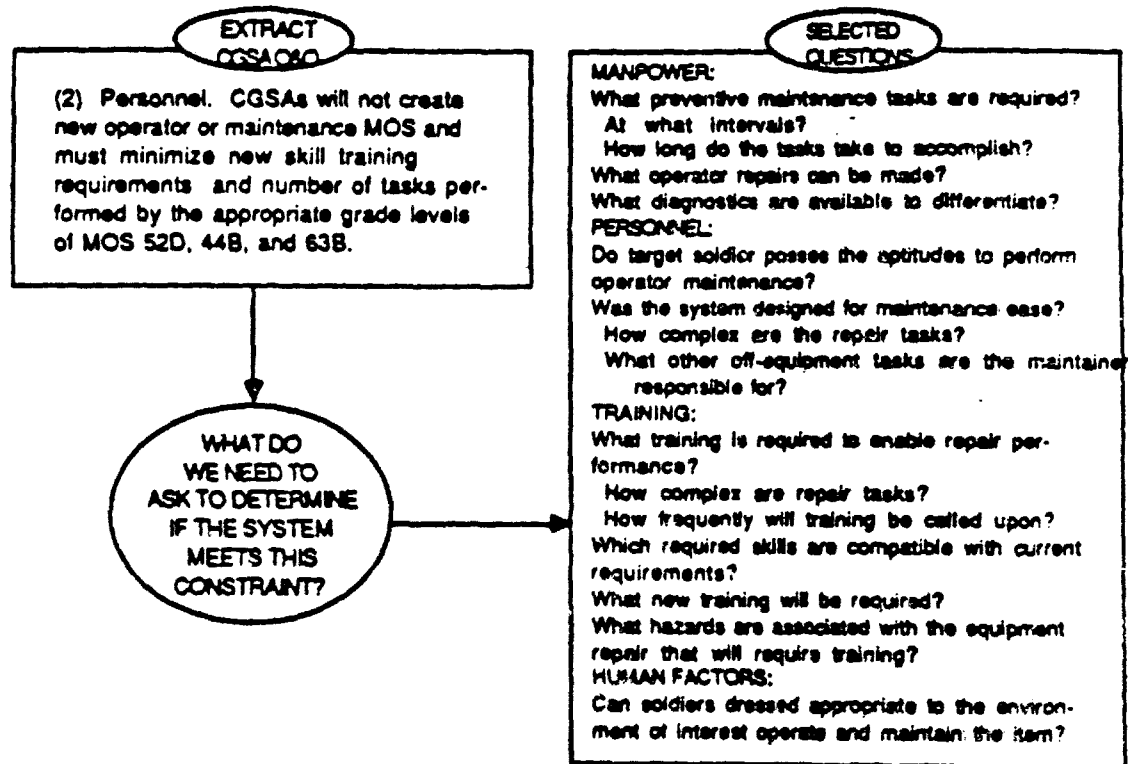 EXTRACT
CGSA O&O
(2) Personnel. CGSAs will not create
new operator or maintenance MOS and
must minimize new skill training
requirements and number of tasks per-
formed by the appropriate grade levels
of MOS 52D, 44B, and 63B.
WHAT DO
WE NEED TO
ASK TO DETERMINE
IF THE SYSTEM
MEETS THIS
CONSTRAINT?
SELECTED
QUESTIONS
MANPOWER:
What preventive maintenance tasks are required?
At what intervals?
How long do the tasks take to accomplish?
What operator repairs can be made?
What diagnostics are available to differentiate?
PERSONNEL:
Do target soldier posses the aptitudes to perform
operator maintenance?
Was the system designed for maintenance ease?
How complex are the repair tasks?
What other off-equipment tasks are the maintainer
responsible for?
TRAINING:
What training is required to enable repair per-
formance?
How complex are repair tasks?
How frequently will training be called upon?
Which required skills are compatible with current
requirements?
What new training will be required?
What hazards are associated with the equipment
repair that will require training?
HUMAN FACTORS:
Can soldiers dressed appropriate to the environ-
ment of interest operate and maintain the item?